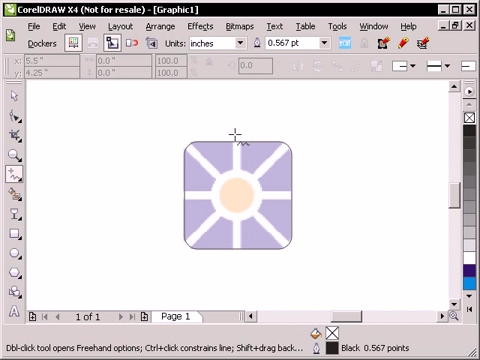 CorelDRAW X4 (Not for resale) - [Graphic1]
File Edit View Layout Arrange Effects Bitmaps Text Table Tools Window Help
Dockers Units: inches 0.567 pt
x: 5.5 " 0.0 " 100.0 0.0
y: 4.25 " 0.0 " 100.0
1 of 1 Page 1
Dbl-click tool opens Freehand options; Ctrl+click constrains line; Shift+drag back... Black 0.567 points